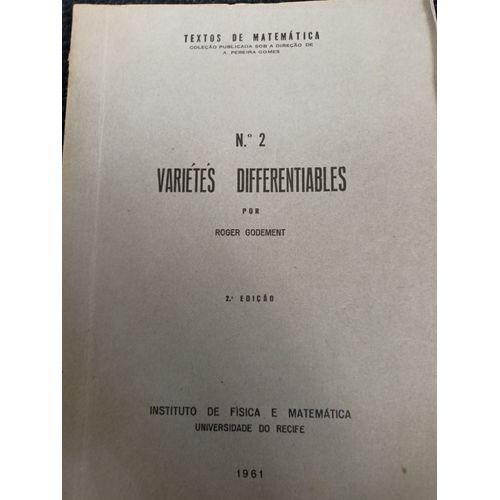 TEXTOS DE MATEMÁTICA
COLEÇÃO PUBLICADA SOB A DIREÇÃO DE
A. PEREIRA GOMES
N.º 2
VARIÉTÉS DIFFERENTIABLES
POR
ROGER GODEMENT
2.ª EDIÇÃO
INSTITUTO DE FÍSICA E MATEMÁTICA
UNIVERSIDADE DO RECIFE
1961